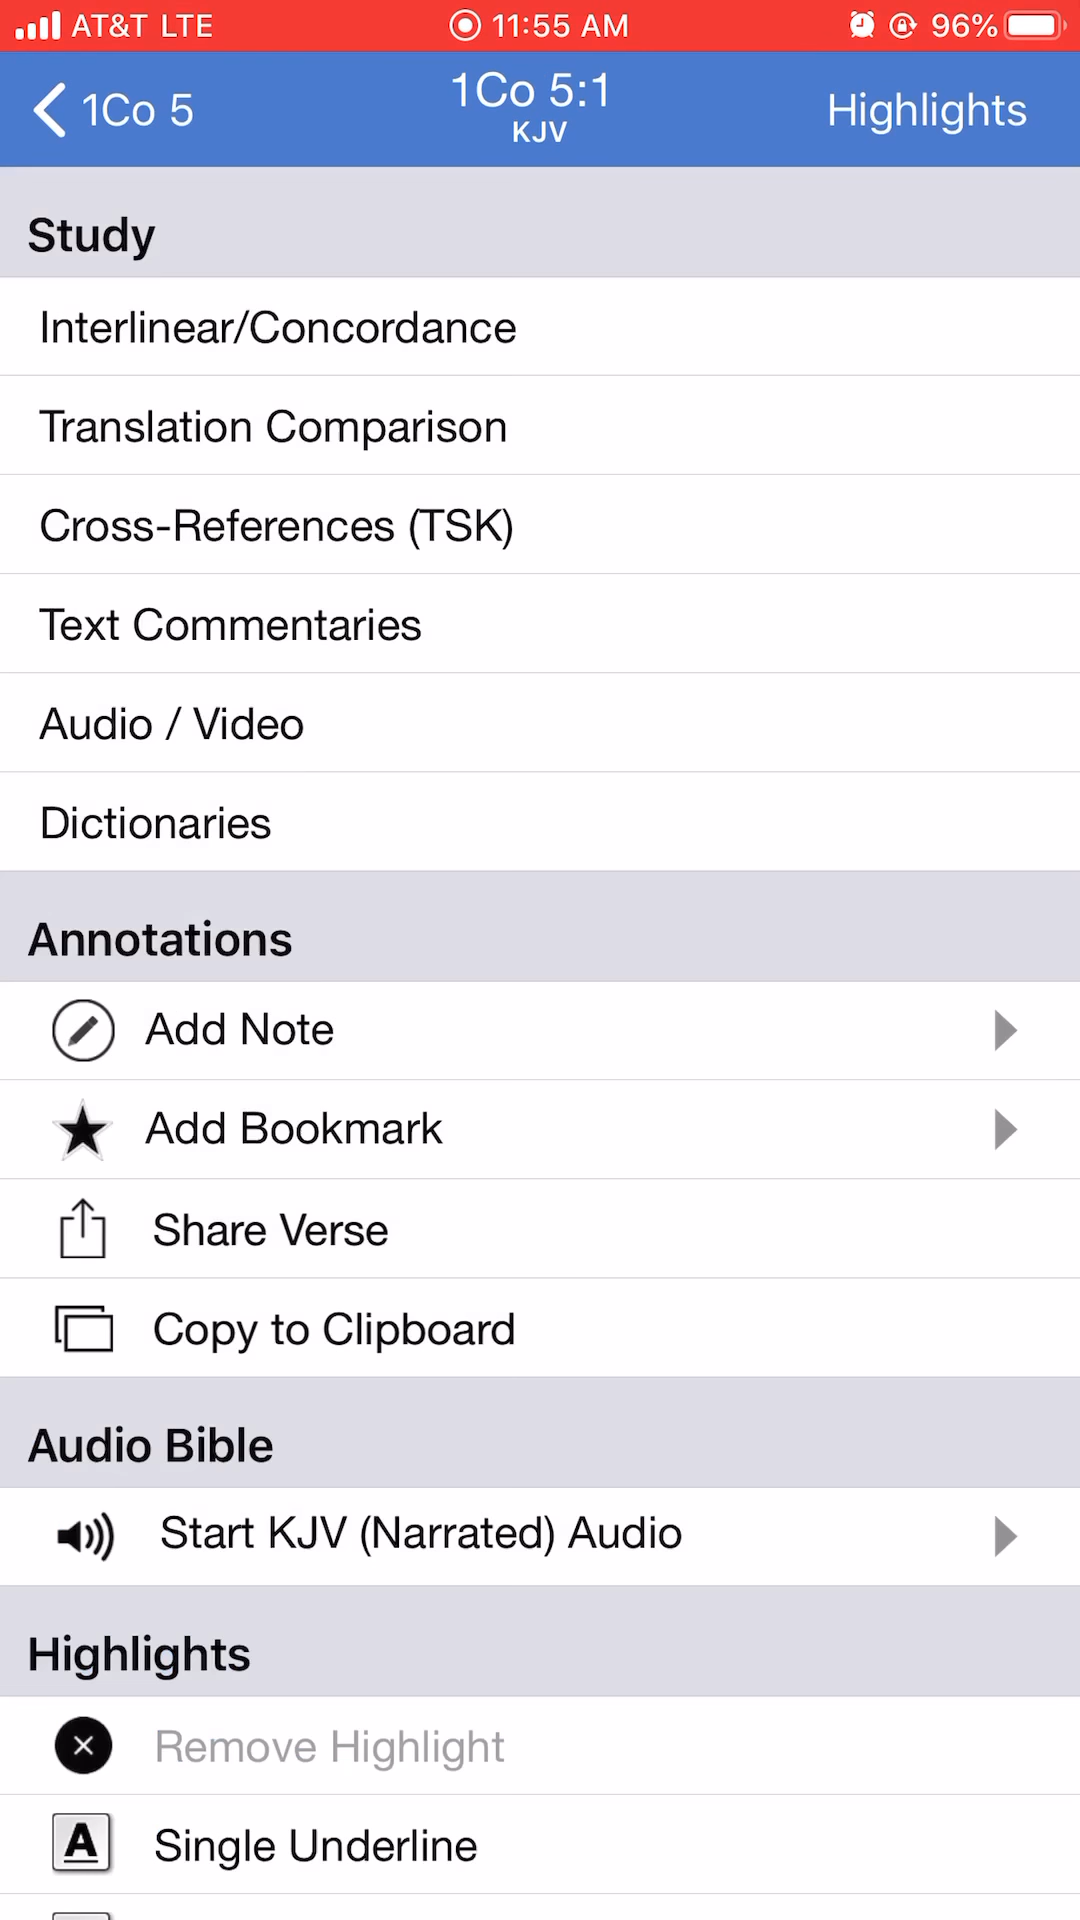 AT&T LTE 11:55 AM 96%
1Co 5 1Co 5:1 Highlights
KJV
Study
Interlinear/Concordance
Translation Comparison
Cross-References (TSK)
Text Commentaries
Audio / Video
Dictionaries
Annotations
Add Note
Add Bookmark
Share Verse
Copy to Clipboard
Audio Bible
Start KJV (Narrated) Audio
Highlights
Remove Highlight
A Single Underline